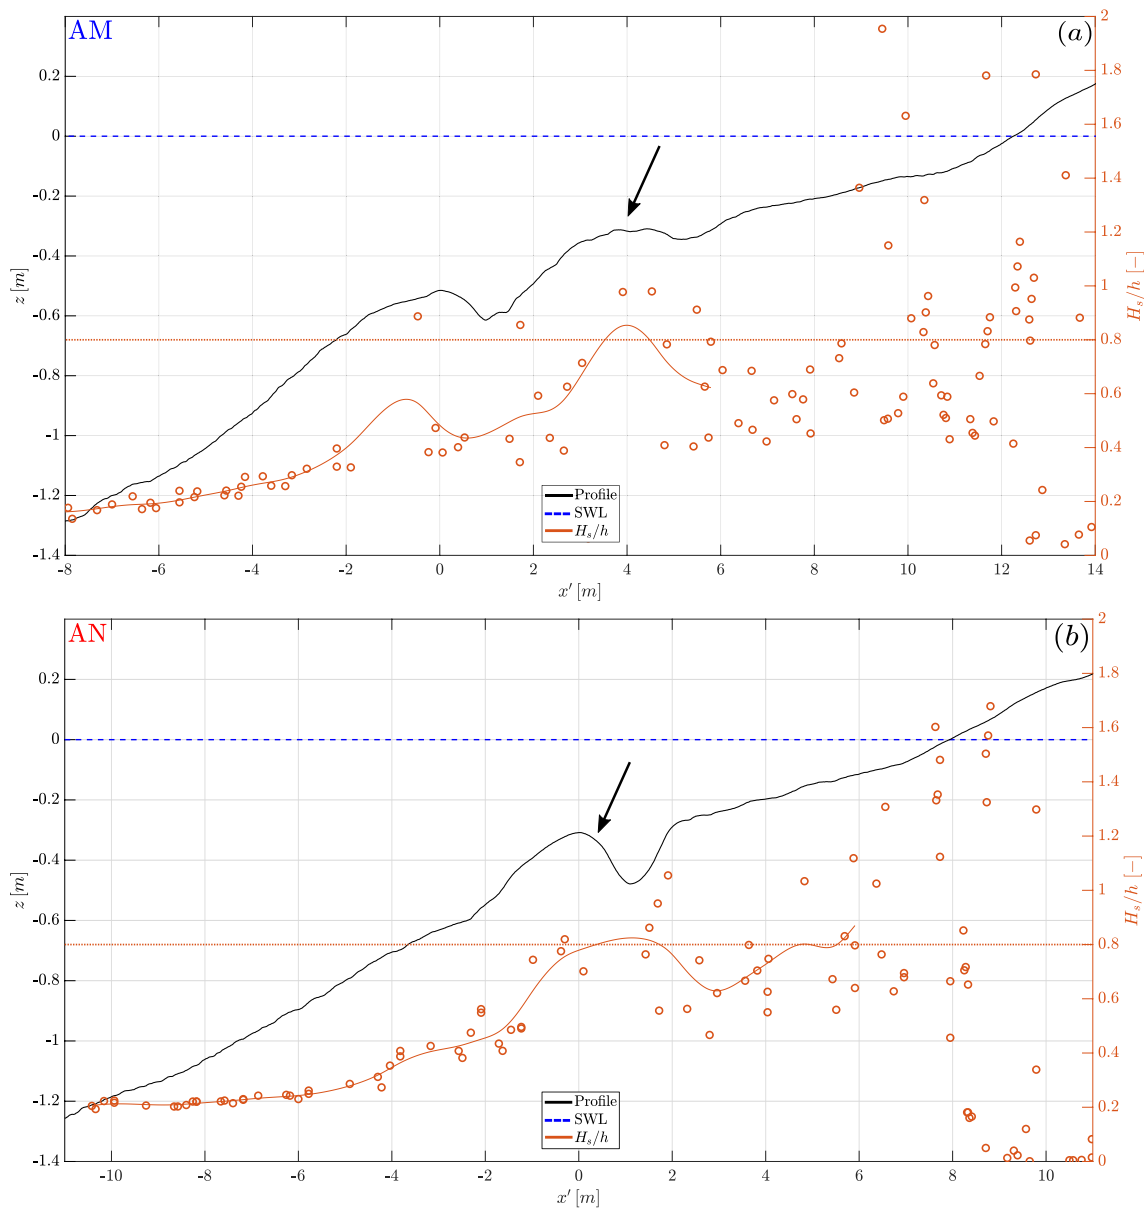 AM
(a)
0.2
0
-0.2
-0.4
-0.6
-0.8
-1
-1.2
-1.4
z [m]
2
1.8
1.6
1.4
1.2
1
0.8
0.6
0.4
0.2
0
H_s/h [−]
Profile
SWL
H_s/h
-8 -6 -4 -2 0 2 4 6 8 10 12 14
x′ [m]
AN
(b)
0.2
0
-0.2
-0.4
-0.6
-0.8
-1
-1.2
-1.4
z [m]
2
1.8
1.6
1.4
1.2
1
0.8
0.6
0.4
0.2
0
H_s/h [−]
Profile
SWL
H_s/h
-10 -8 -6 -4 -2 0 2 4 6 8 10
x′ [m]